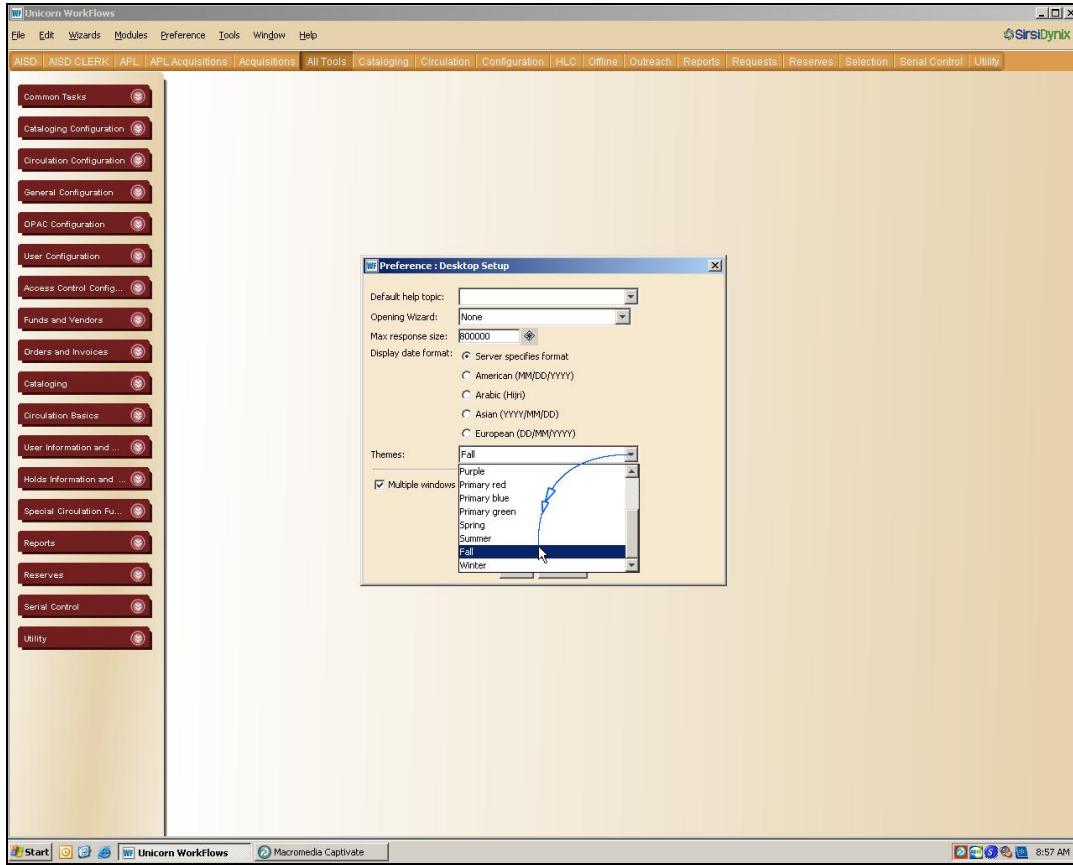 WF Unicorn WorkFlows
File Edit Wizards Modules Preference Tools Window Help
SirsiDynix
AISD AISD CLERK APL APL Acquisitions Acquisitions All Tools Cataloging Circulation Configuration HLC Offline Outreach Reports Requests Reserves Selection Serial Control Utility
Common Tasks
Cataloging Configuration
Circulation Configuration
General Configuration
OPAC Configuration
User Configuration
Access Control Config...
Funds and Vendors
Orders and Invoices
Cataloging
Circulation Basics
User Information and ...
Holds Information and ...
Special Circulation Fu...
Reports
Reserves
Serial Control
Utility
WF Preference : Desktop Setup
Default help topic:
Opening Wizard: None
Max response size: 800000
Display date format: Server specifies format
American (MM/DD/YYYY)
Arabic (Hijri)
Asian (YYYY/MM/DD)
European (DD/MM/YYYY)
Themes: Fall
Purple
Multiple windows Primary red
Primary blue
Primary green
Spring
Summer
Fall
Winter
Start WF Unicorn WorkFlows Macromedia Captivate 8:57 AM